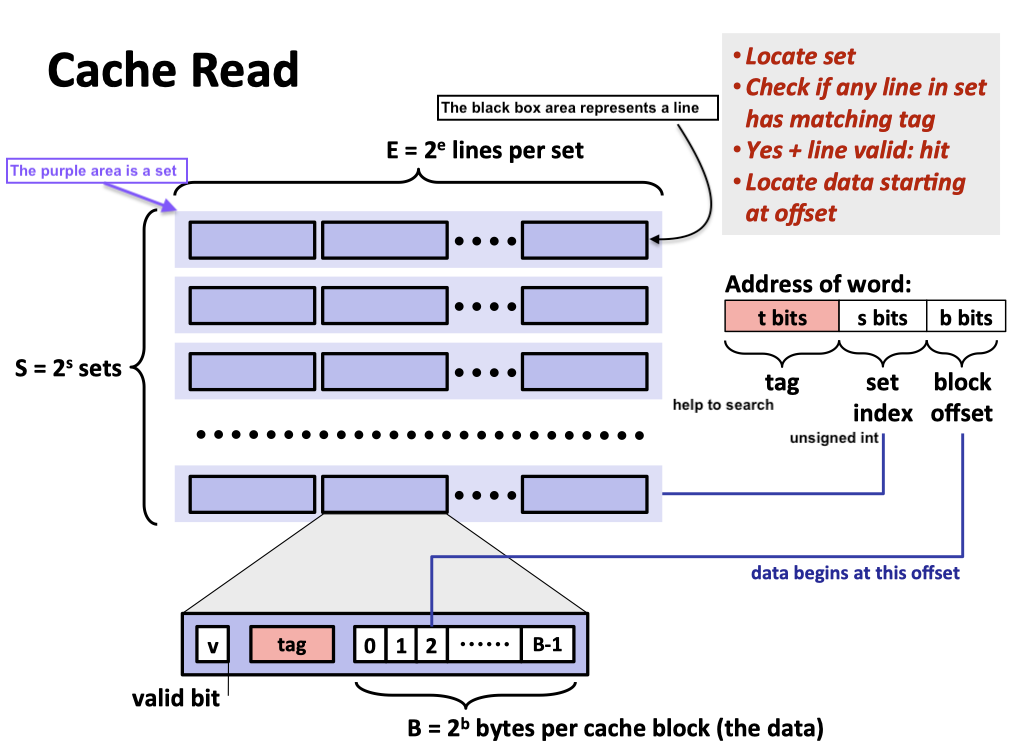 Cache Read
• Locate set
• Check if any line in set
has matching tag
• Yes + line valid: hit
• Locate data starting
at offset
The black box area represents a line
E = 2ᵉ lines per set
The purple area is a set
S = 2ˢ sets
Address of word:
t bits s bits b bits
tag set index block offset
help to search
unsigned int
data begins at this offset
v tag 0 1 2 ······ B-1
valid bit
B = 2ᵇ bytes per cache block (the data)